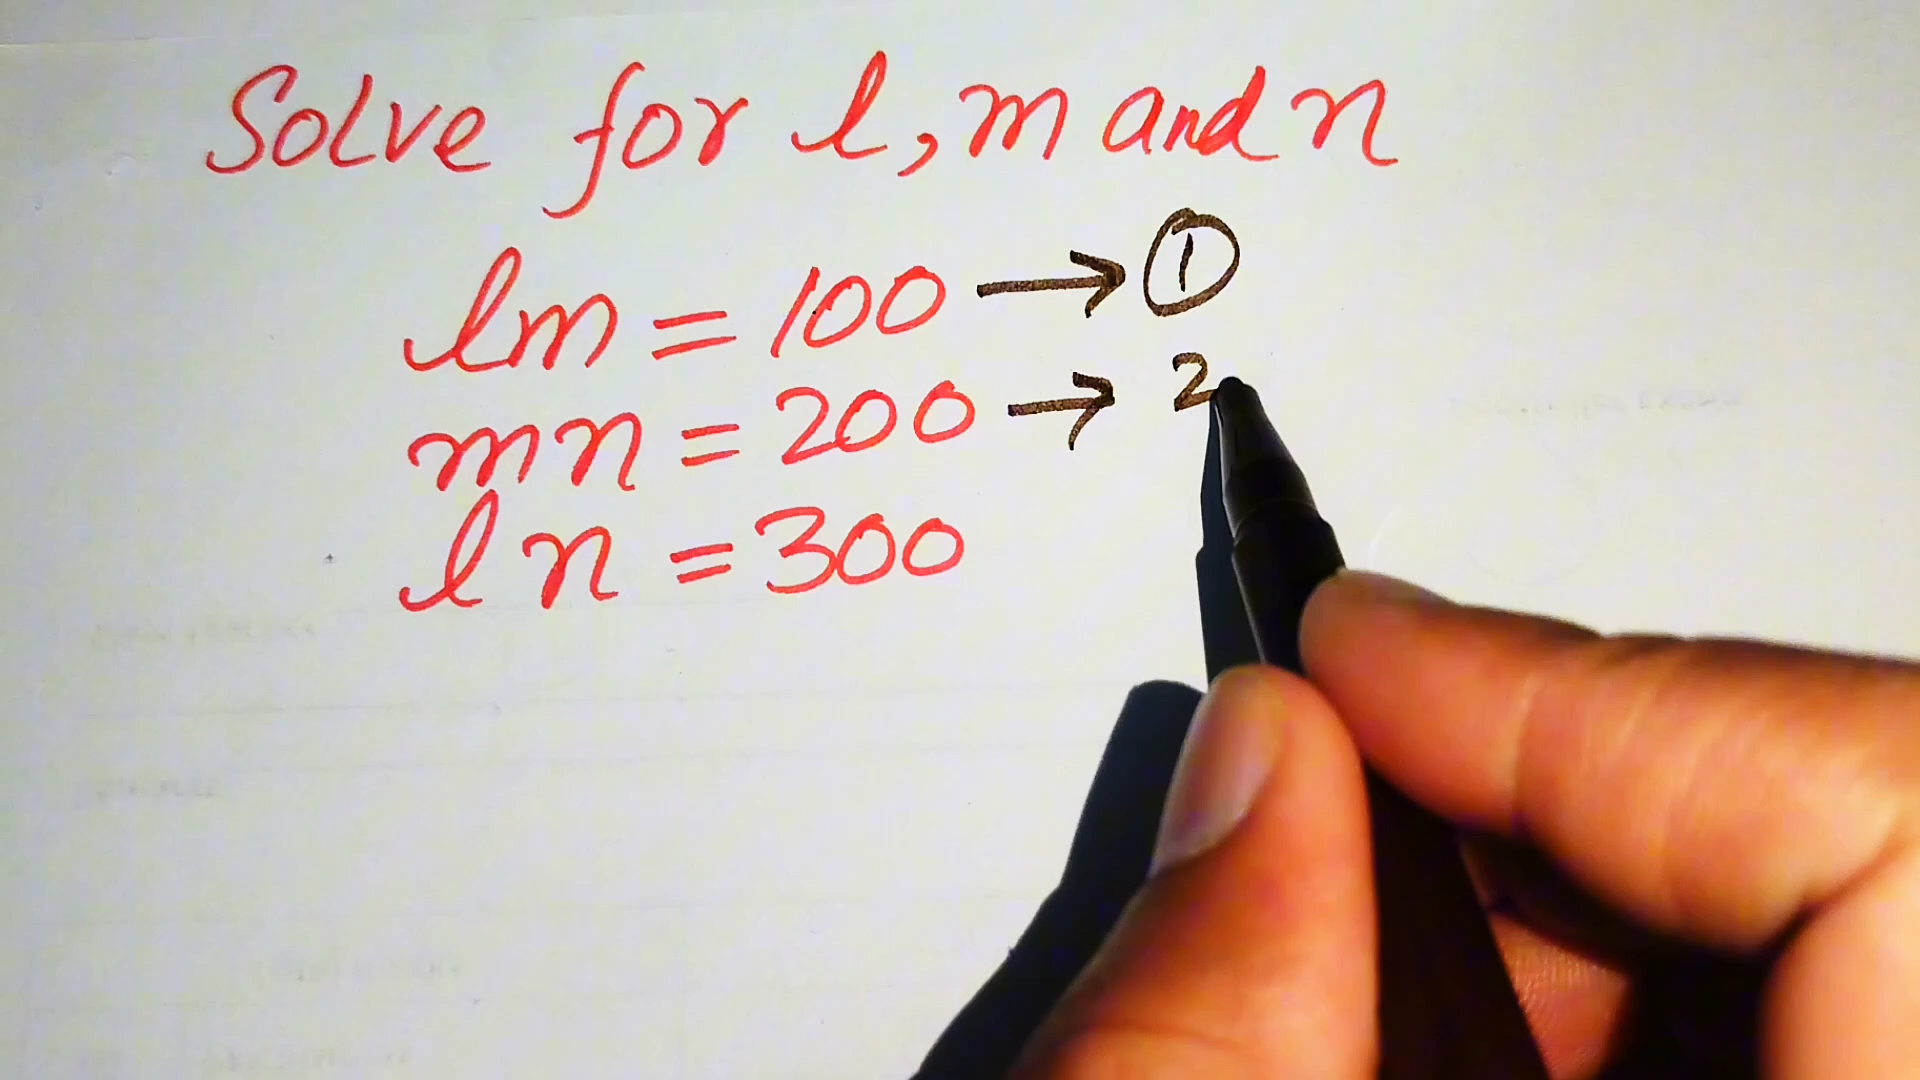 Solve for l, m and n
lm = 100 → 1
mn = 200 → 2
ln = 300